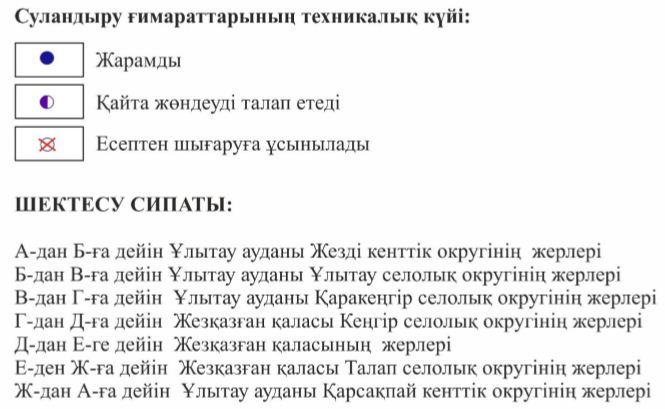 Суландыру ғимараттарының техникалық күйі:
Жарамды
Қайта жөндеуді талап етеді
Есептен шығаруға ұсынылады
ШЕКТЕСУ СИПАТЫ:
А-дан Б-ға дейін Ұлытау ауданы Жезді кенттік округінің жерлері
Б-дан В-ға дейін Ұлытау ауданы Ұлытау селолық округінің жерлері
В-дан Г-ға дейін Ұлытау ауданы Қаракеңгір селолық округінің жерлері
Г-дан Д-ға дейін Жезқазған қаласы Кеңгір селолық округінің жерлері
Д-дан Е-ге дейін Жезқазған қаласының жерлері
Е-ден Ж-ға дейін Жезқазған қаласы Талап селолық округінің жерлері
Ж-дан А-ға дейін Ұлытау ауданы Қарсақпай кенттік округінің жерлері